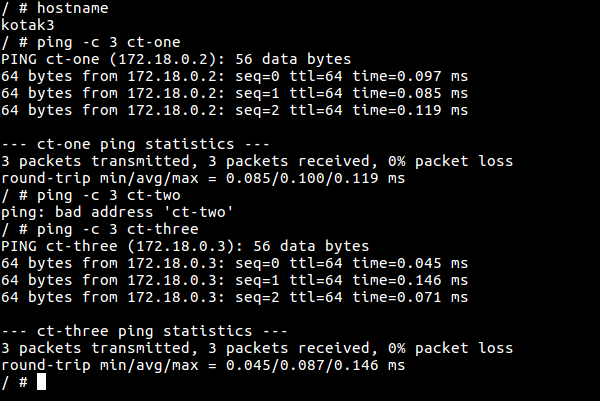 / # hostname
kotak3
/ # ping -c 3 ct-one
PING ct-one (172.18.0.2): 56 data bytes
64 bytes from 172.18.0.2: seq=0 ttl=64 time=0.097 ms
64 bytes from 172.18.0.2: seq=1 ttl=64 time=0.085 ms
64 bytes from 172.18.0.2: seq=2 ttl=64 time=0.119 ms

--- ct-one ping statistics ---
3 packets transmitted, 3 packets received, 0% packet loss
round-trip min/avg/max = 0.085/0.100/0.119 ms
/ # ping -c 3 ct-two
ping: bad address 'ct-two'
/ # ping -c 3 ct-three
PING ct-three (172.18.0.3): 56 data bytes
64 bytes from 172.18.0.3: seq=0 ttl=64 time=0.045 ms
64 bytes from 172.18.0.3: seq=1 ttl=64 time=0.146 ms
64 bytes from 172.18.0.3: seq=2 ttl=64 time=0.071 ms

--- ct-three ping statistics ---
3 packets transmitted, 3 packets received, 0% packet loss
round-trip min/avg/max = 0.045/0.087/0.146 ms
/ #